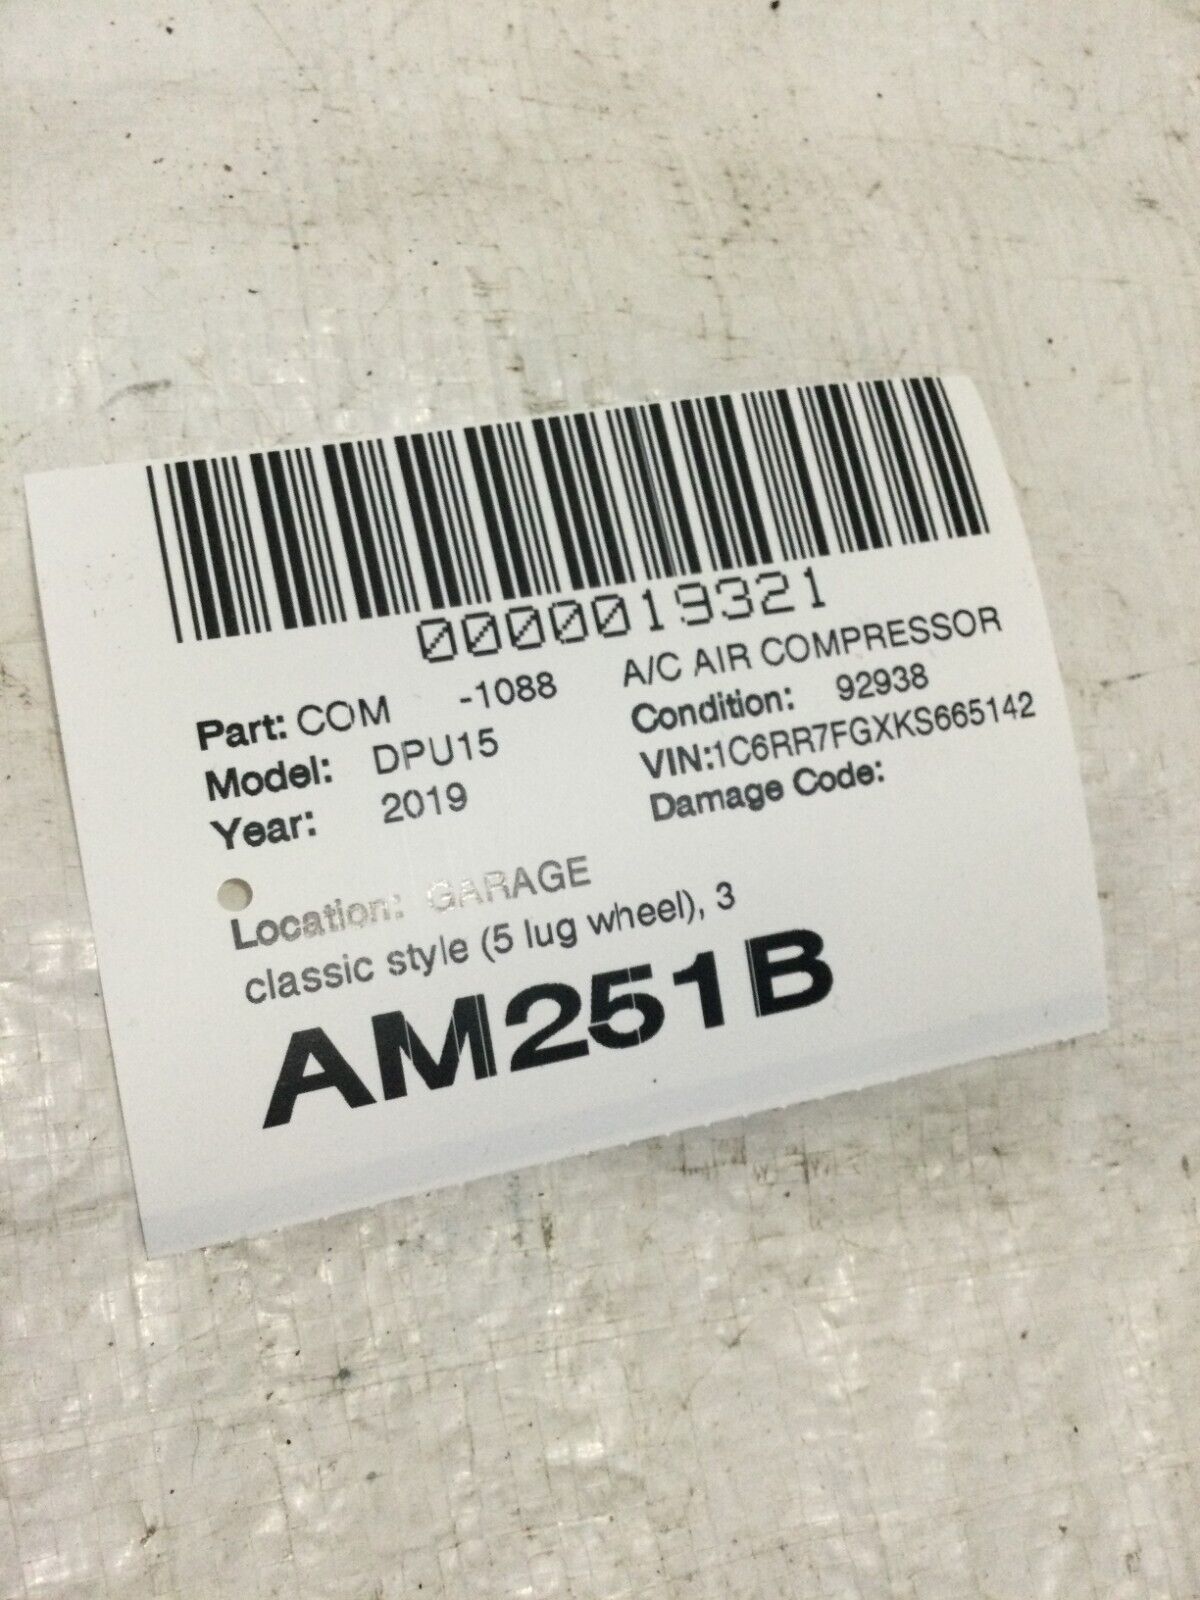 0000019321
Part: COM -1088 A/C AIR COMPRESSOR
Model: DPU15 Condition: 92938
Year: 2019 VIN:1C6RR7FGXKS665142
Damage Code:
Location: GARAGE
classic style (5 lug wheel), 3
AM251B